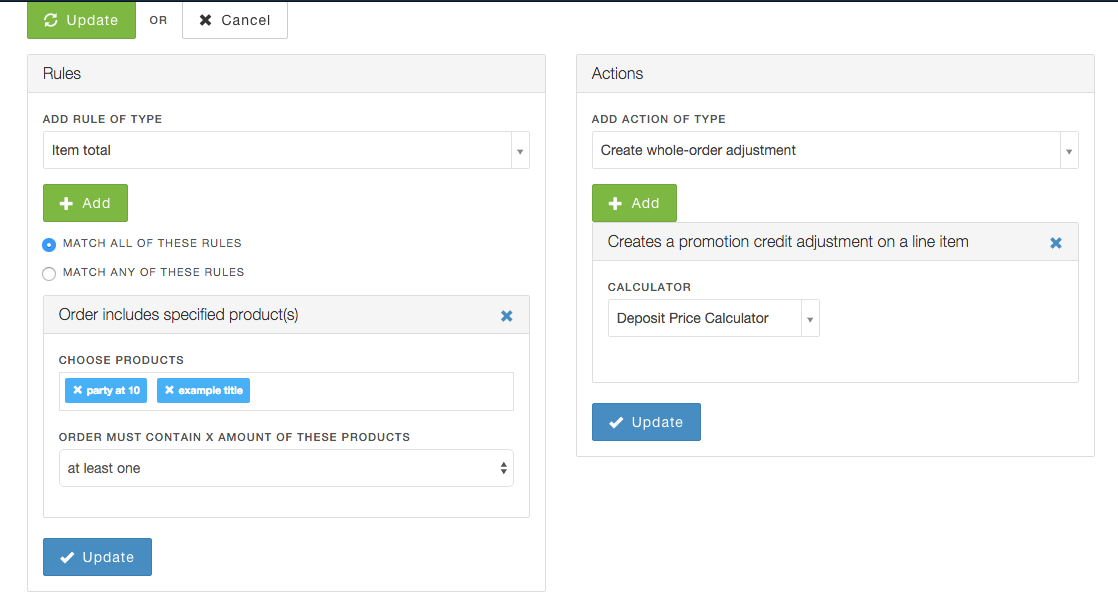 Update OR Cancel
Rules
ADD RULE OF TYPE
Item total
Add
MATCH ALL OF THESE RULES
MATCH ANY OF THESE RULES
Order includes specified product(s)
CHOOSE PRODUCTS
party at 10 example title
ORDER MUST CONTAIN X AMOUNT OF THESE PRODUCTS
at least one
Update
Actions
ADD ACTION OF TYPE
Create whole-order adjustment
Add
Creates a promotion credit adjustment on a line item
CALCULATOR
Deposit Price Calculator
Update